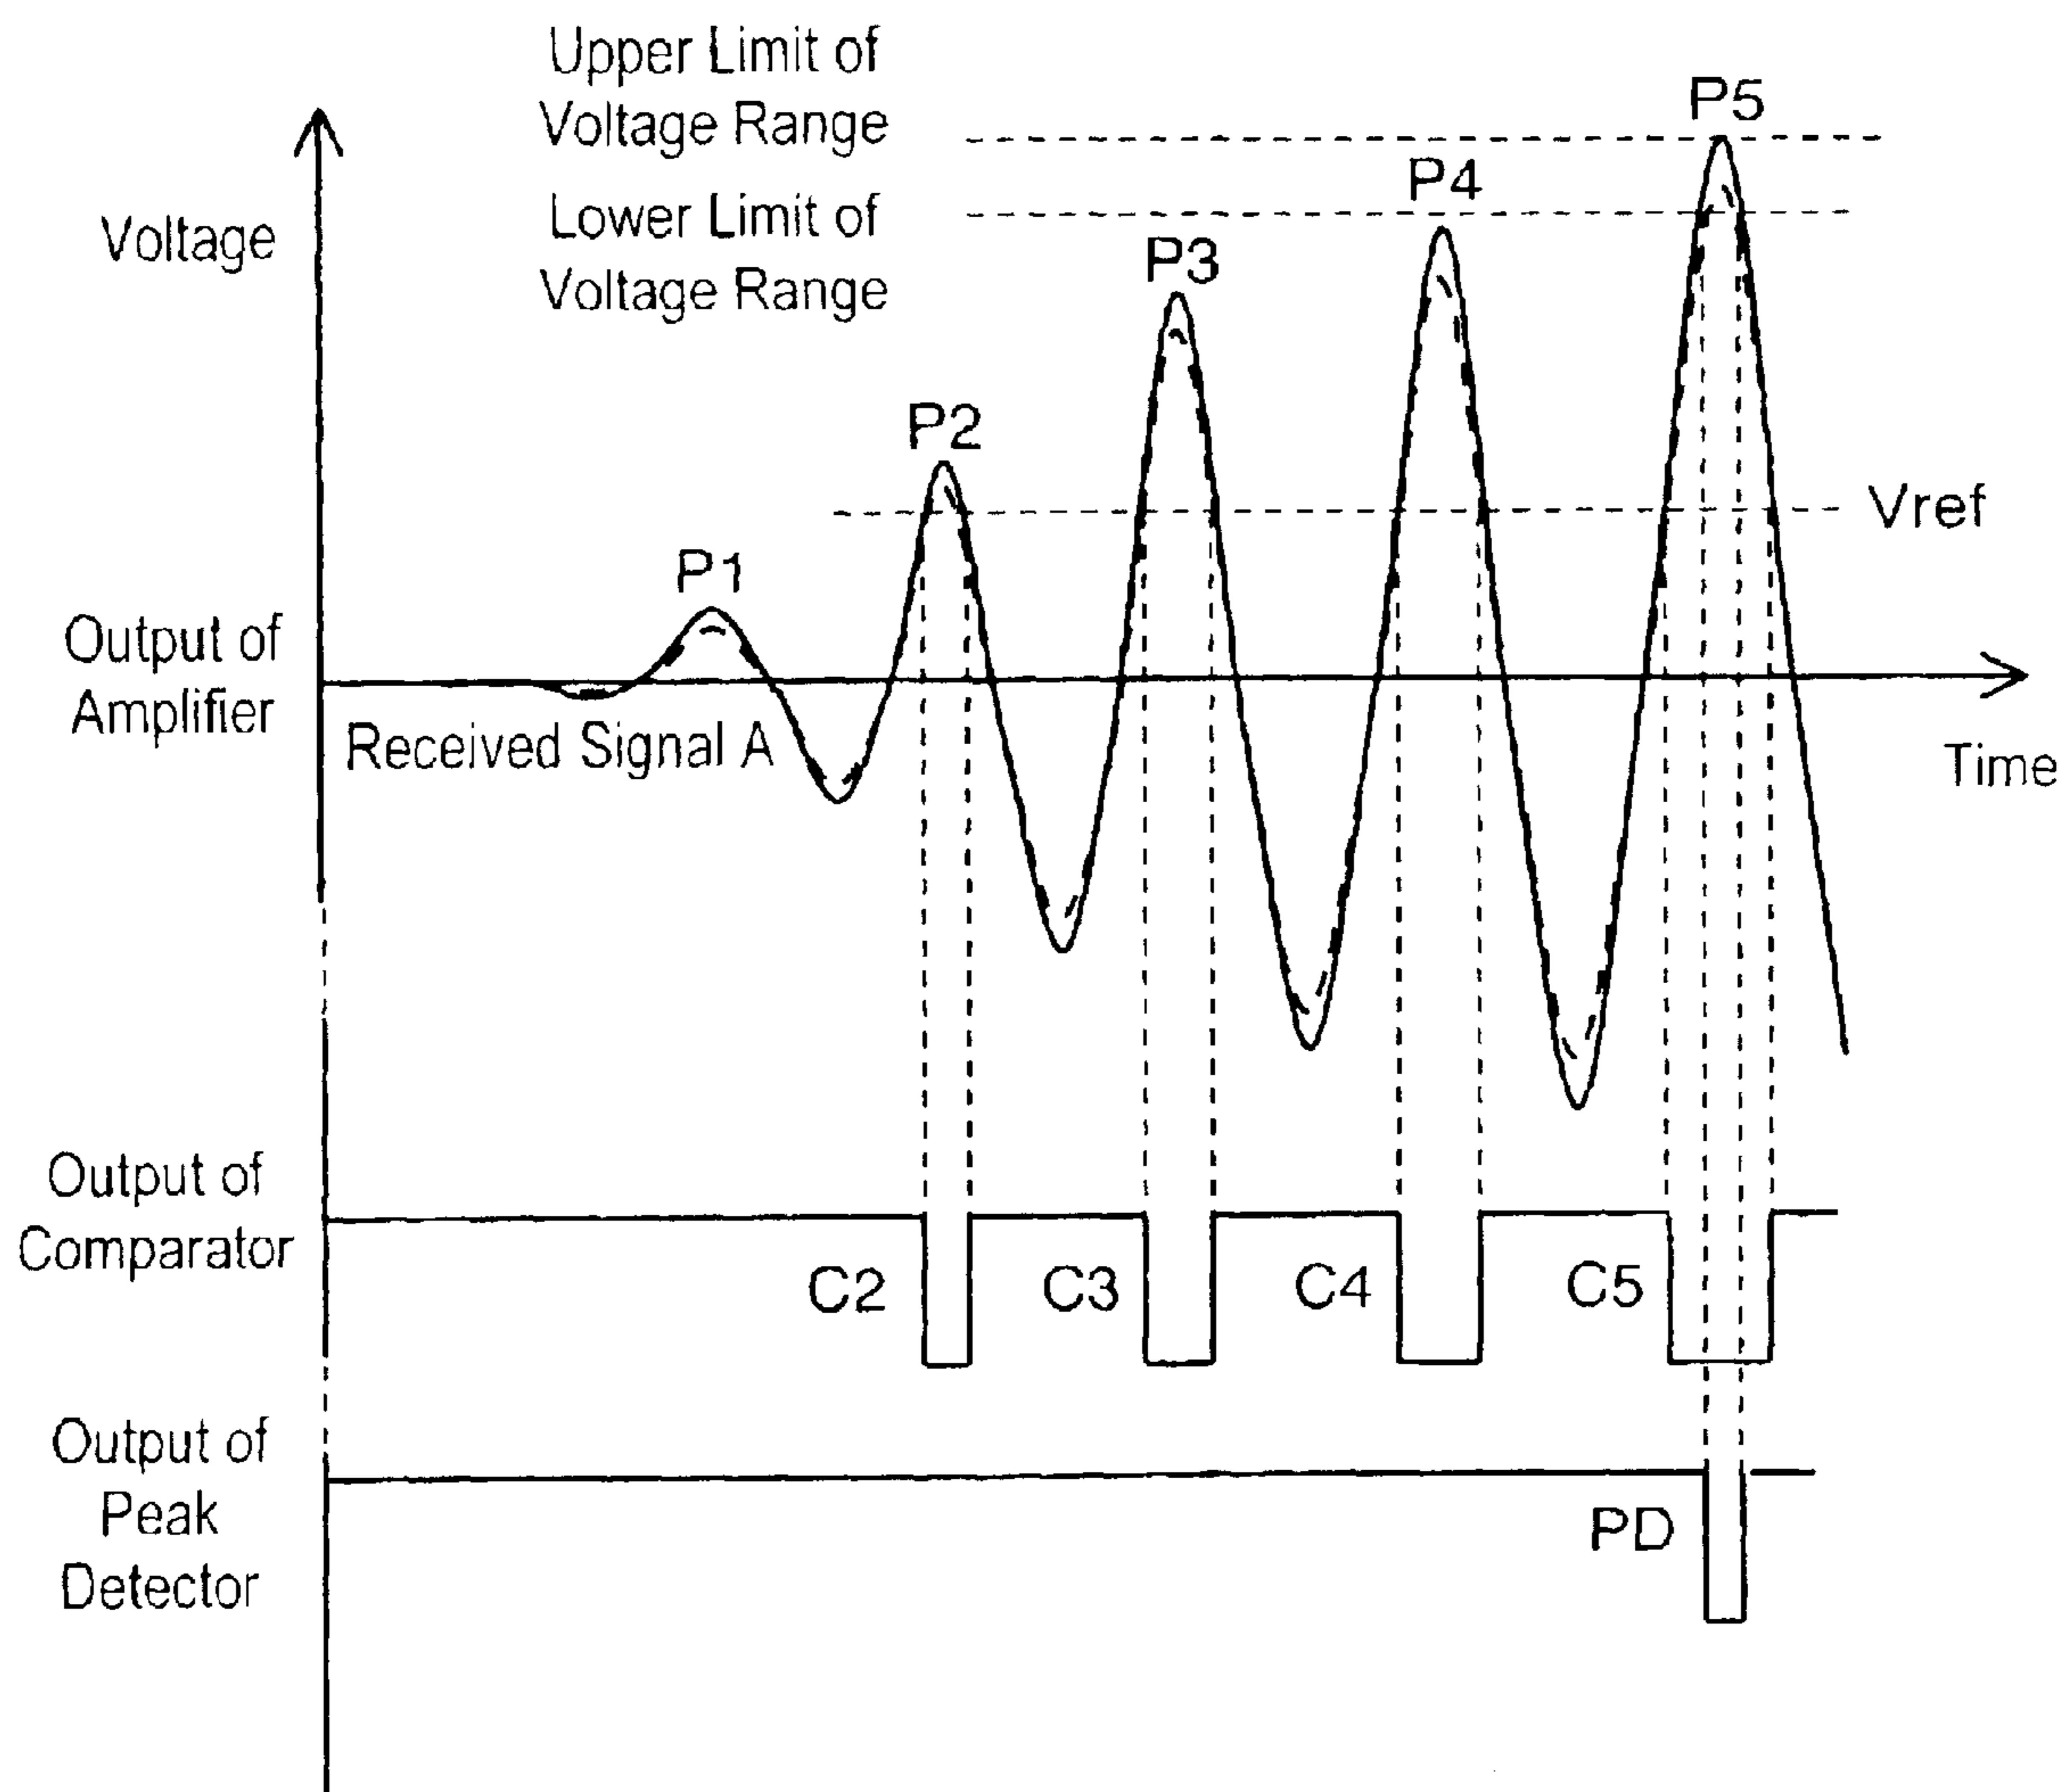 Upper Limit of
Voltage Range
P5
P4
Voltage
Lower Limit of
Voltage Range
P3
P2
Vref
P1
Output of
Amplifier
Received Signal A
Time
Output of
Comparator
C2
C3
C4
C5
Output of
Peak
Detector
PD